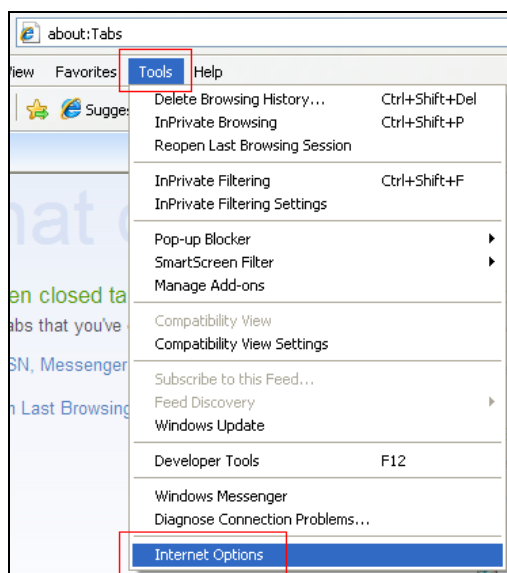 about:Tabs
View Favorites Tools Help
Sugges
Delete Browsing History... Ctrl+Shift+Del
InPrivate Browsing Ctrl+Shift+P
Reopen Last Browsing Session
InPrivate Filtering Ctrl+Shift+F
InPrivate Filtering Settings
hat
Pop-up Blocker
SmartScreen Filter
Manage Add-ons
en closed ta
abs that you've
Compatibility View
Compatibility View Settings
SN, Messenger
Subscribe to this Feed...
Feed Discovery
n Last Browsing
Windows Update
Developer Tools F12
Windows Messenger
Diagnose Connection Problems...
Internet Options